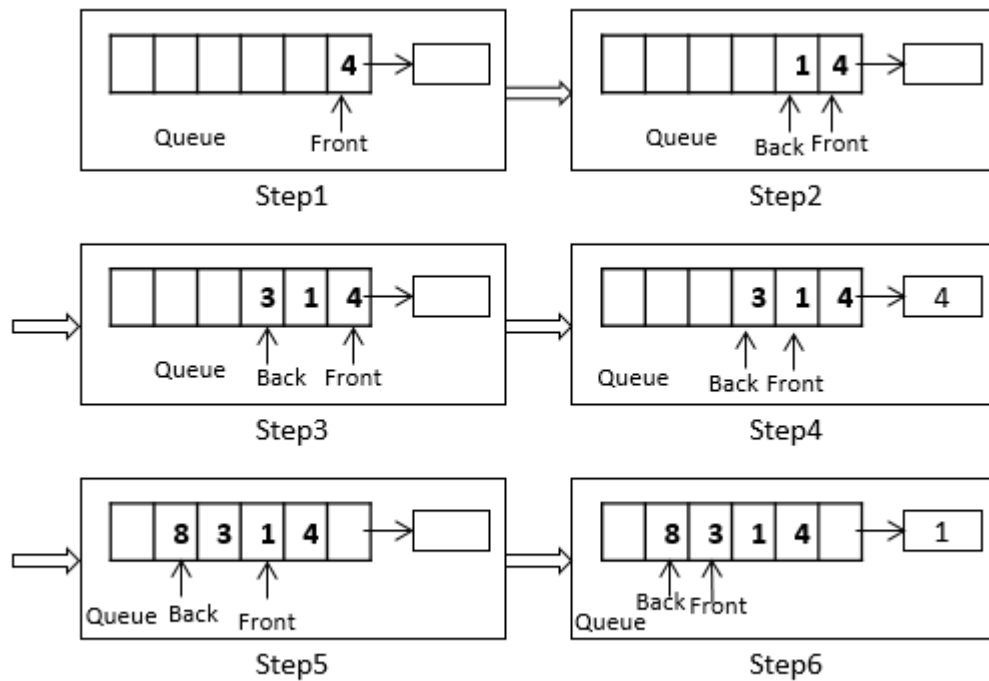 4
Queue Front
Step1
1 4
Queue Back Front
Step2
3 1 4
Queue Back Front
Step3
3 1 4 4
Queue Back Front
Step4
8 3 1 4
Queue Back Front
Step5
8 3 1 4 1
Queue Back Front
Step6